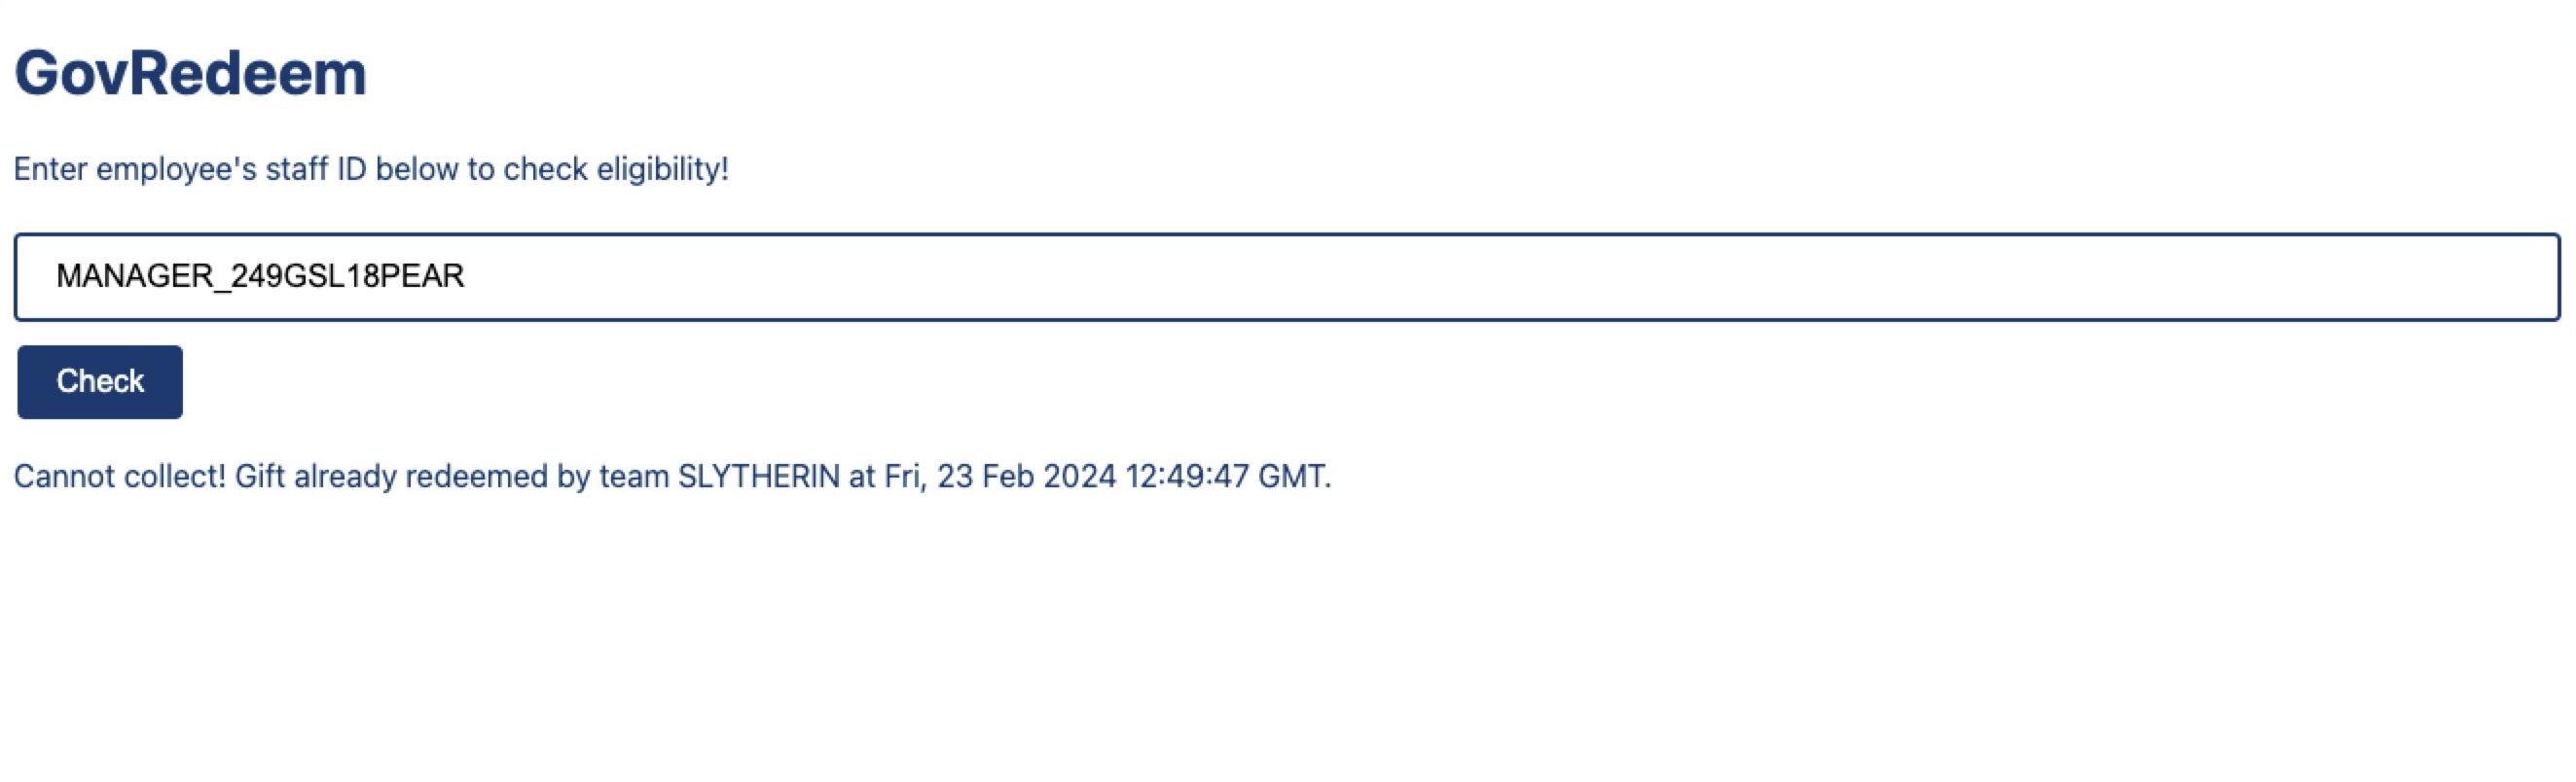 GovRedeem
Enter employee's staff ID below to check eligibility!
MANAGER_249GSL18PEAR
Check
Cannot collect! Gift already redeemed by team SLYTHERIN at Fri, 23 Feb 2024 12:49:47 GMT.